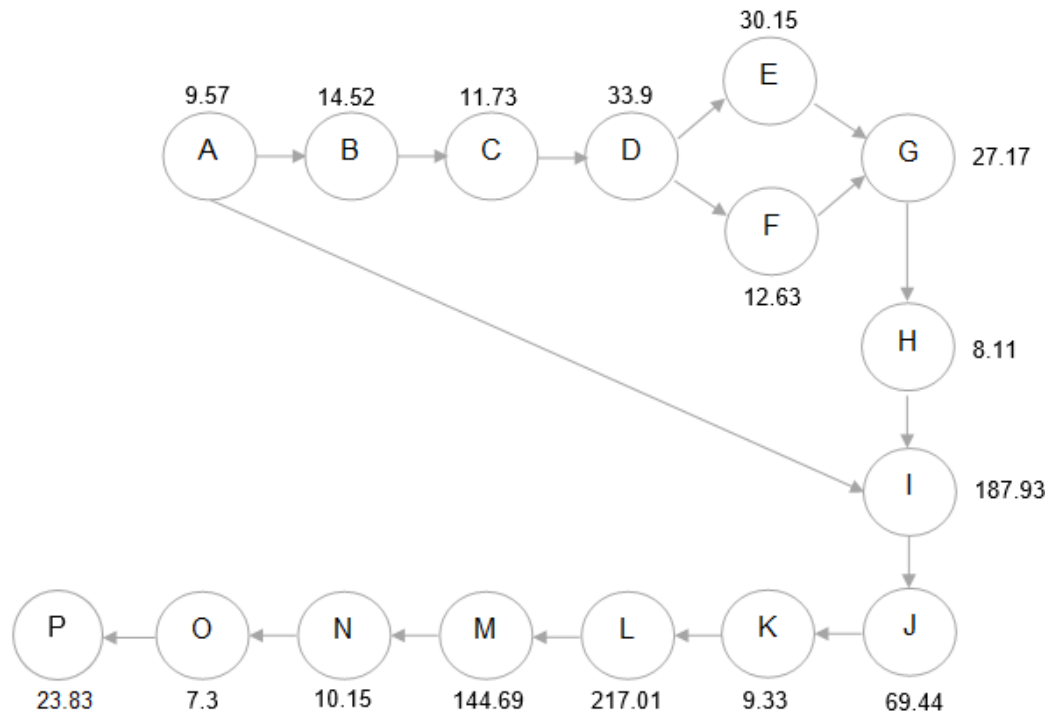 30.15
E
9.57
14.52
11.73
33.9
A
B
C
D
G
27.17
F
12.63
H
8.11
I
187.93
P
O
N
M
L
K
J
23.83
7.3
10.15
144.69
217.01
9.33
69.44